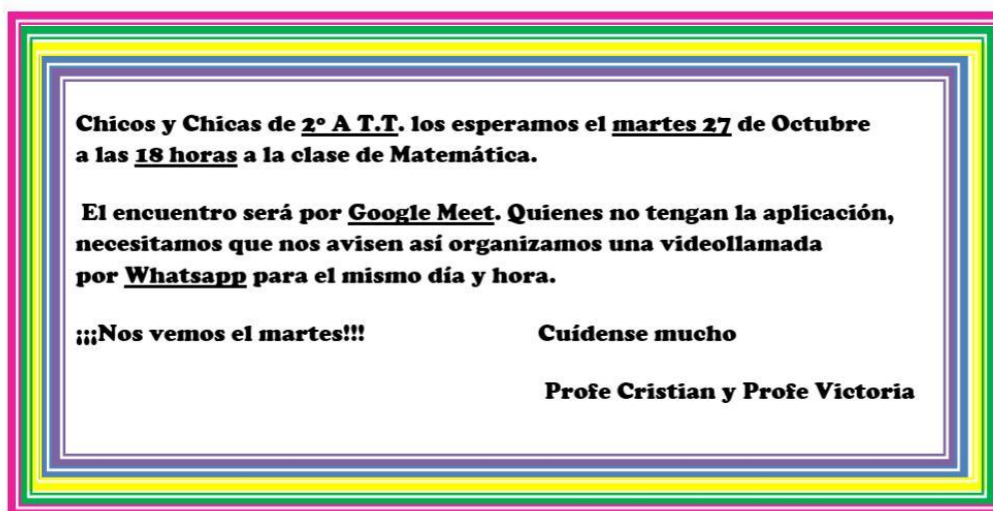 Chicos y Chicas de 2º A T.T. los esperamos el martes 27 de Octubre
a las 18 horas a la clase de Matemática.
El encuentro será por Google Meet. Quienes no tengan la aplicación,
necesitamos que nos avisen así organizamos una videollamada
por Whatsapp para el mismo día y hora.
¡¡¡Nos vemos el martes!!! Cuídense mucho
Profe Cristian y Profe Victoria